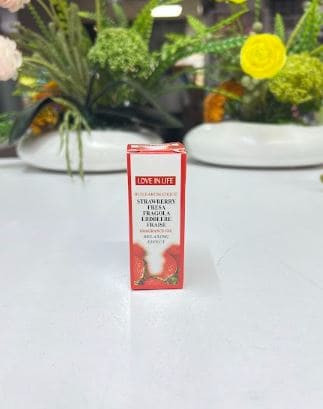 LOVE IN LIFE
STRAWBERRY
FRESA
FRAGOLA
ERDBEERE
FRAISE
FRAGRANCE OIL
RELAXING
EFFECT